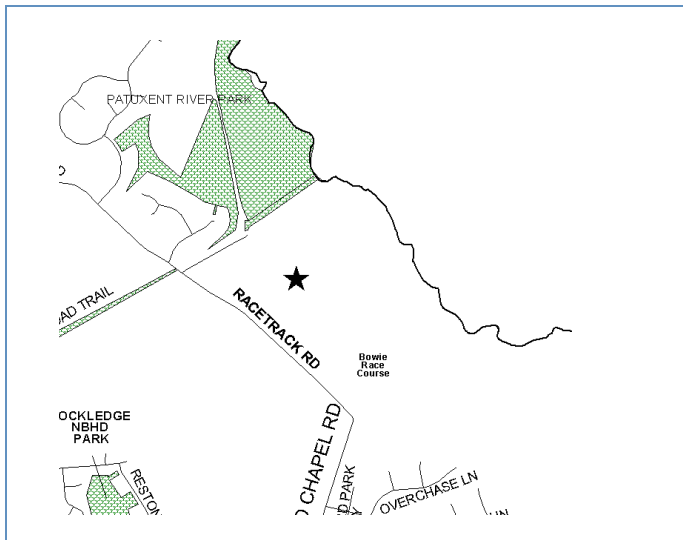 PATUXENT RIVER PARK
OAD TRAIL
RACETRACK RD
Bowie
Race
Course
OCKLEDGE
NBHD
PARK
RESTON
D CHAPEL RD
D PARK
OVERCHASE LN
LN